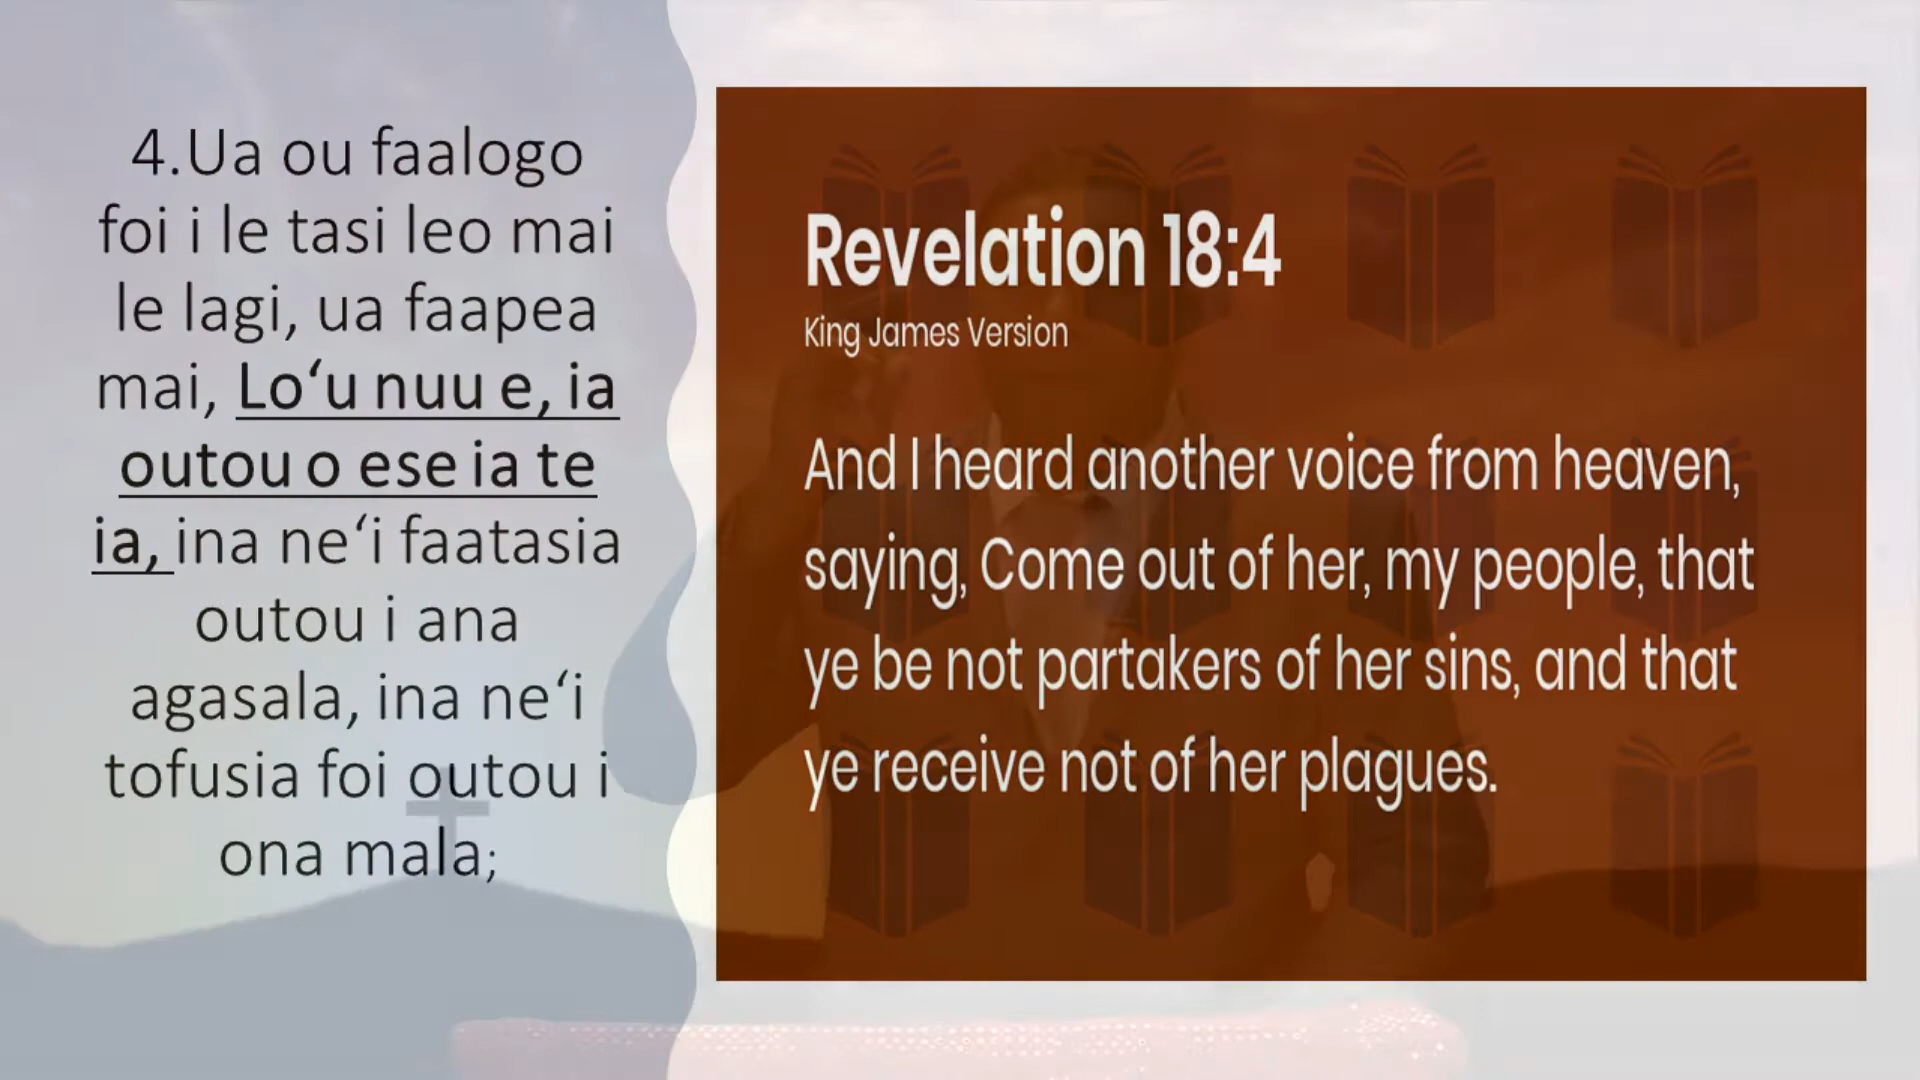 4.Ua ou faalogo
foi i le tasi leo mai
le lagi, ua faapea
mai, Loʻu nuu e, ia
outou o ese ia te
ia, ina neʻi faatasia
outou i ana
agasala, ina neʻi
tofusia foi outou i
ona mala;
Revelation 18:4
King James Version
And I heard another voice from heaven,
saying, Come out of her, my people, that
ye be not partakers of her sins, and that
ye receive not of her plagues.